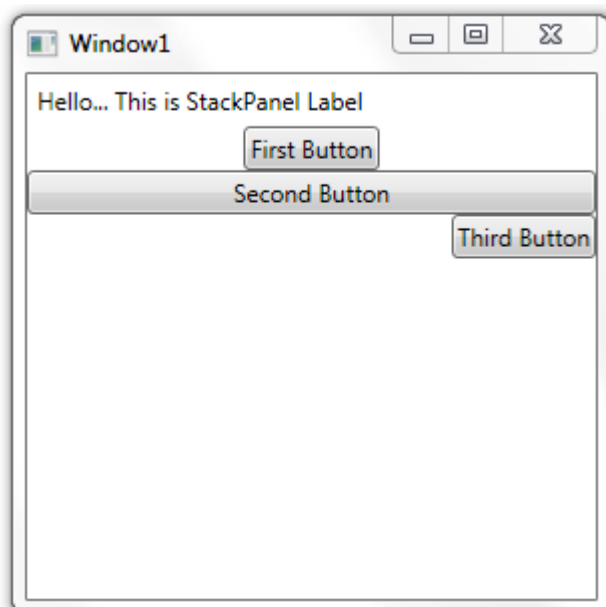 Window1
Hello... This is StackPanel Label
First Button
Second Button
Third Button